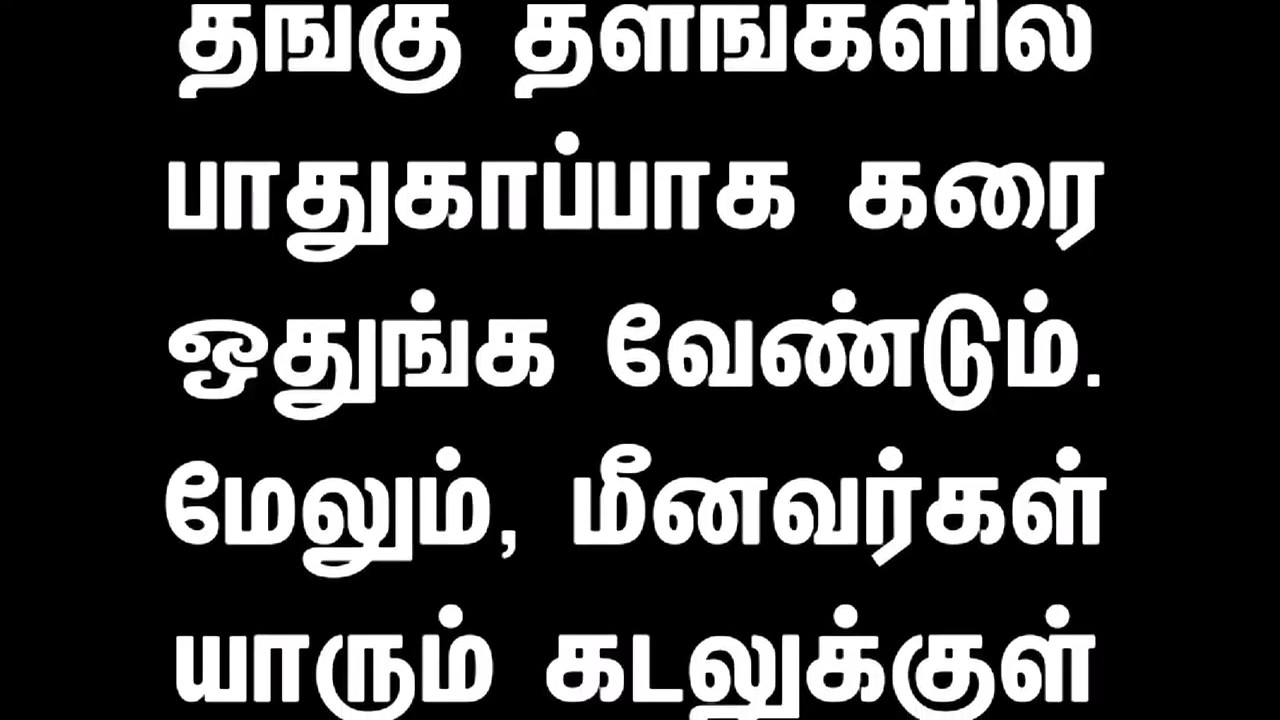 தங்கு தளங்களில்
பாதுகாப்பாக கரை
ஒதுங்க வேண்டும்.
மேலும், மீனவர்கள்
யாரும் கடலுக்குள்